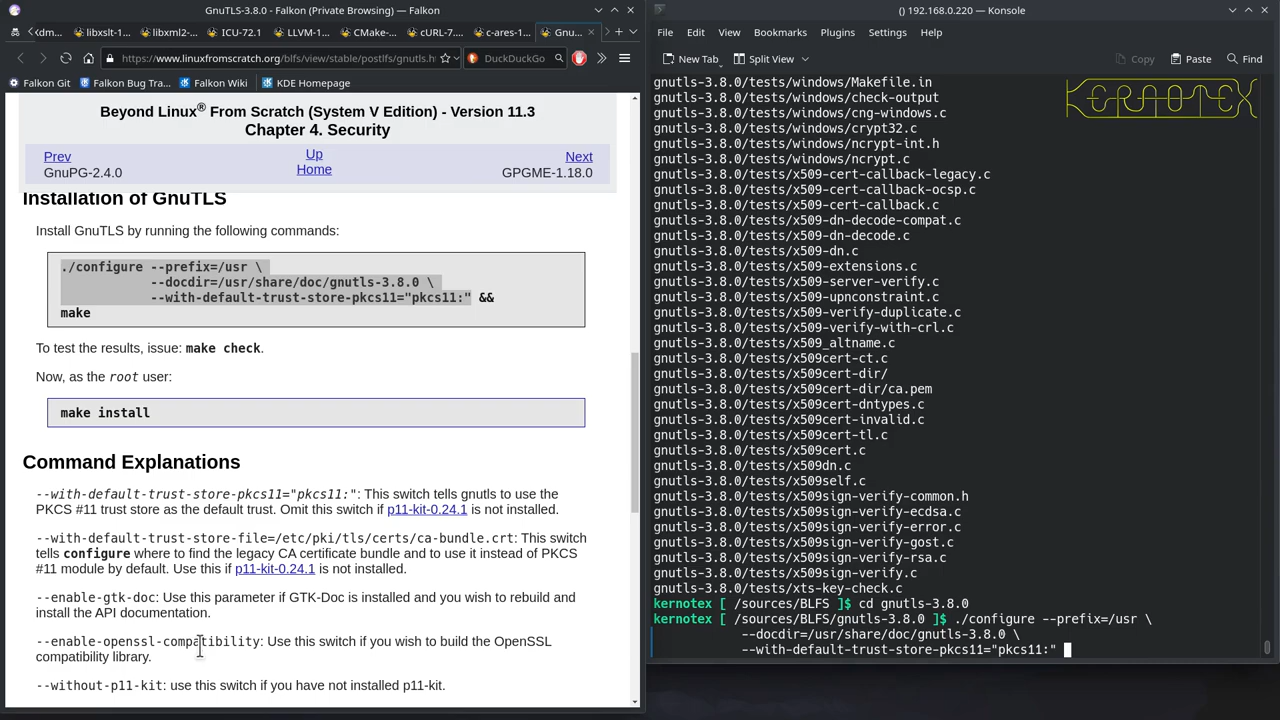 GnuTLS-3.8.0 - Falkon (Private Browsing) — Falkon
libxslt-1
libxml2-...
ICU-72.1
LLVM-1...
CMake-...
cURL-7....
c-ares-1...
Gnu...
https://www.linuxfromscratch.org/blfs/view/stable/postlfs/gnutls.h
DuckDuckGo
Falkon Git
Falkon Bug Tra...
Falkon Wiki
KDE Homepage
Beyond Linux® From Scratch (System V Edition) - Version 11.3
Chapter 4. Security
Prev
Up
Next
GnuPG-2.4.0
Home
GPGME-1.18.0
Installation of GnuTLS
Install GnuTLS by running the following commands:
./configure --prefix=/usr \
--docdir=/usr/share/doc/gnutls-3.8.0 \
--with-default-trust-store-pkcs11="pkcs11:" &&
make
To test the results, issue: make check.
Now, as the root user:
make install
Command Explanations
--with-default-trust-store-pkcs11="pkcs11:": This switch tells gnutls to use the
PKCS #11 trust store as the default trust. Omit this switch if p11-kit-0.24.1 is not installed.
--with-default-trust-store-file=/etc/pki/tls/certs/ca-bundle.crt: This switch
tells configure where to find the legacy CA certificate bundle and to use it instead of PKCS
#11 module by default. Use this if p11-kit-0.24.1 is not installed.
--enable-gtk-doc: Use this parameter if GTK-Doc is installed and you wish to rebuild and
install the API documentation.
--enable-openssl-compatibility: Use this switch if you wish to build the OpenSSL
compatibility library.
--without-p11-kit: use this switch if you have not installed p11-kit.
() 192.168.0.220 — Konsole
File
Edit
View
Bookmarks
Plugins
Settings
Help
New Tab
Split View
Copy
Paste
Find
KERNOTEX
gnutls-3.8.0/tests/windows/Makefile.in
gnutls-3.8.0/tests/windows/check-output
gnutls-3.8.0/tests/windows/cng-windows.c
gnutls-3.8.0/tests/windows/crypt32.c
gnutls-3.8.0/tests/windows/ncrypt-int.h
gnutls-3.8.0/tests/windows/ncrypt.c
gnutls-3.8.0/tests/x509-cert-callback-legacy.c
gnutls-3.8.0/tests/x509-cert-callback-ocsp.c
gnutls-3.8.0/tests/x509-cert-callback.c
gnutls-3.8.0/tests/x509-dn-decode-compat.c
gnutls-3.8.0/tests/x509-dn-decode.c
gnutls-3.8.0/tests/x509-dn.c
gnutls-3.8.0/tests/x509-extensions.c
gnutls-3.8.0/tests/x509-server-verify.c
gnutls-3.8.0/tests/x509-upnconstraint.c
gnutls-3.8.0/tests/x509-verify-duplicate.c
gnutls-3.8.0/tests/x509-verify-with-crl.c
gnutls-3.8.0/tests/x509_altname.c
gnutls-3.8.0/tests/x509cert-ct.c
gnutls-3.8.0/tests/x509cert-dir/
gnutls-3.8.0/tests/x509cert-dir/ca.pem
gnutls-3.8.0/tests/x509cert-dntypes.c
gnutls-3.8.0/tests/x509cert-invalid.c
gnutls-3.8.0/tests/x509cert-tl.c
gnutls-3.8.0/tests/x509cert.c
gnutls-3.8.0/tests/x509dn.c
gnutls-3.8.0/tests/x509self.c
gnutls-3.8.0/tests/x509sign-verify-common.h
gnutls-3.8.0/tests/x509sign-verify-ecdsa.c
gnutls-3.8.0/tests/x509sign-verify-error.c
gnutls-3.8.0/tests/x509sign-verify-gost.c
gnutls-3.8.0/tests/x509sign-verify-rsa.c
gnutls-3.8.0/tests/x509sign-verify.c
gnutls-3.8.0/tests/xts-key-check.c
kernotex [ /sources/BLFS ]$ cd gnutls-3.8.0
kernotex [ /sources/BLFS/gnutls-3.8.0 ]$ ./configure --prefix=/usr \
--docdir=/usr/share/doc/gnutls-3.8.0 \
--with-default-trust-store-pkcs11="pkcs11:"